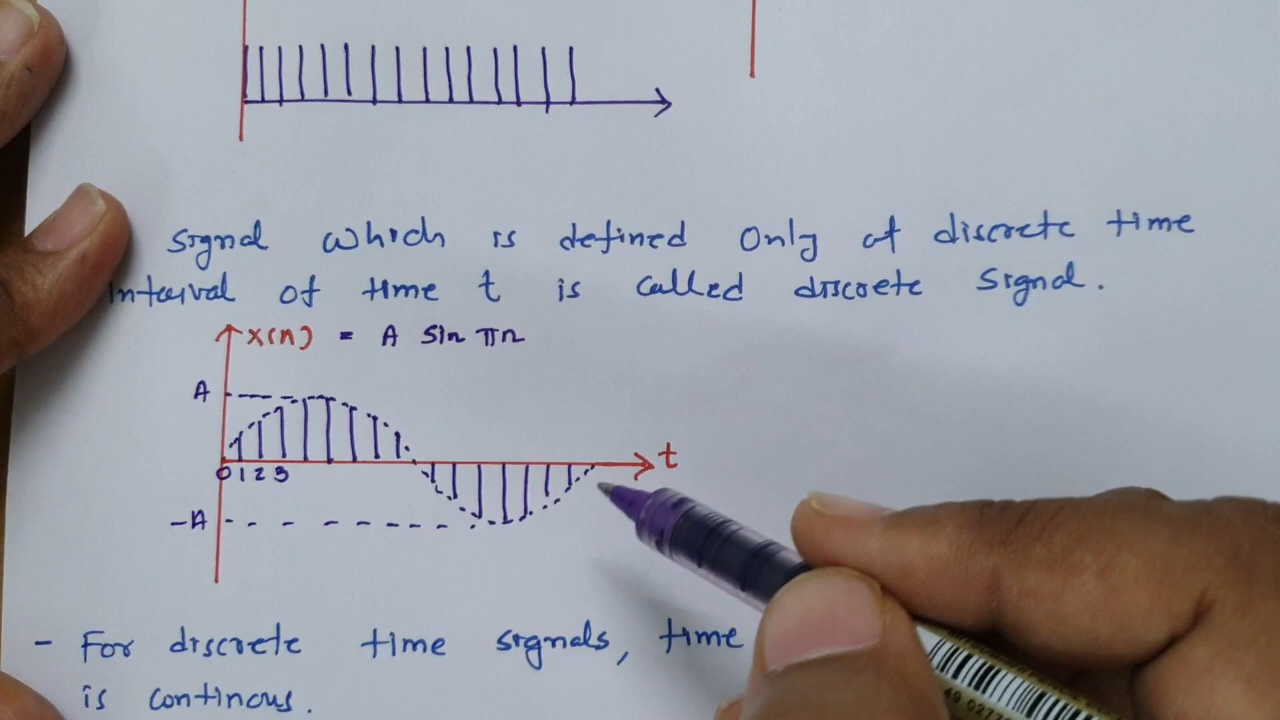 Signal which is defined Only at discrete time
interval of time t is called discrete Signal.
x(n) = A Sin πn
A
0 1 2 3
t
-A
- For discrete time signals, time
is continous.